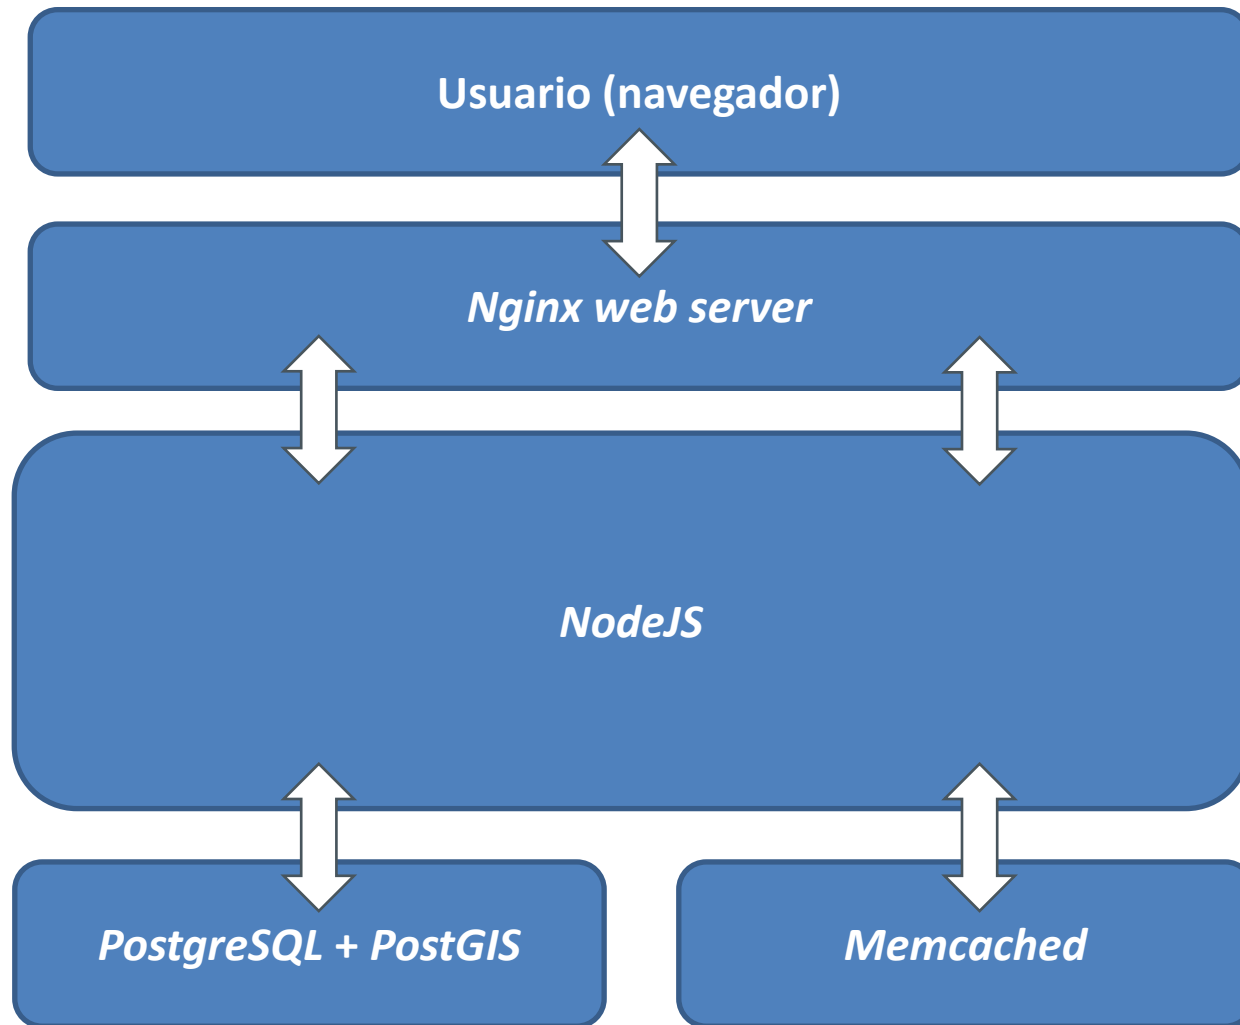 Usuario (navegador)
Nginx web server
NodeJS
PostgreSQL + PostGIS
Memcached